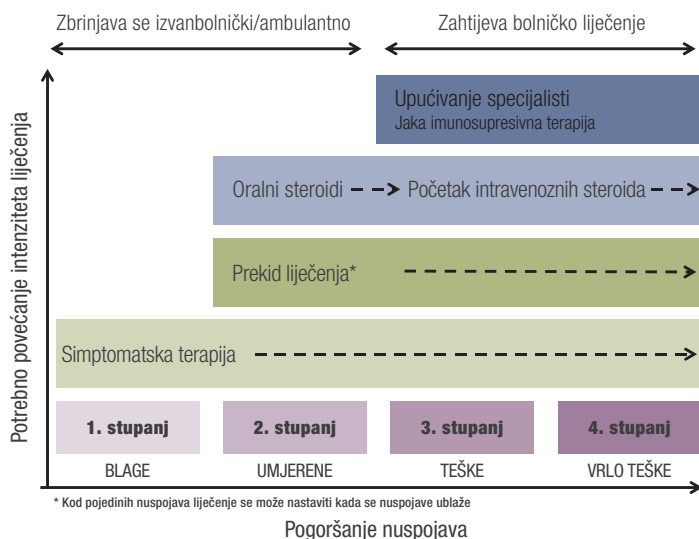 Zbrinjava se izvanbolnički/ambulantno
Zahtijeva bolničko liječenje
Potrebno povećanje intenziteta liječenja
Upućivanje specijalisti
Jaka imunosupresivna terapija
Oralni steroidi
Početak intravenoznih steroida
Prekid liječenja*
Simptomatska terapija
1. stupanj
2. stupanj
3. stupanj
4. stupanj
BLAGE
UMJERENE
TEŠKE
VRLO TEŠKE
* Kod pojedinih nuspojava liječenje se može nastaviti kada se nuspojave ublaže
Pogoršanje nuspojava